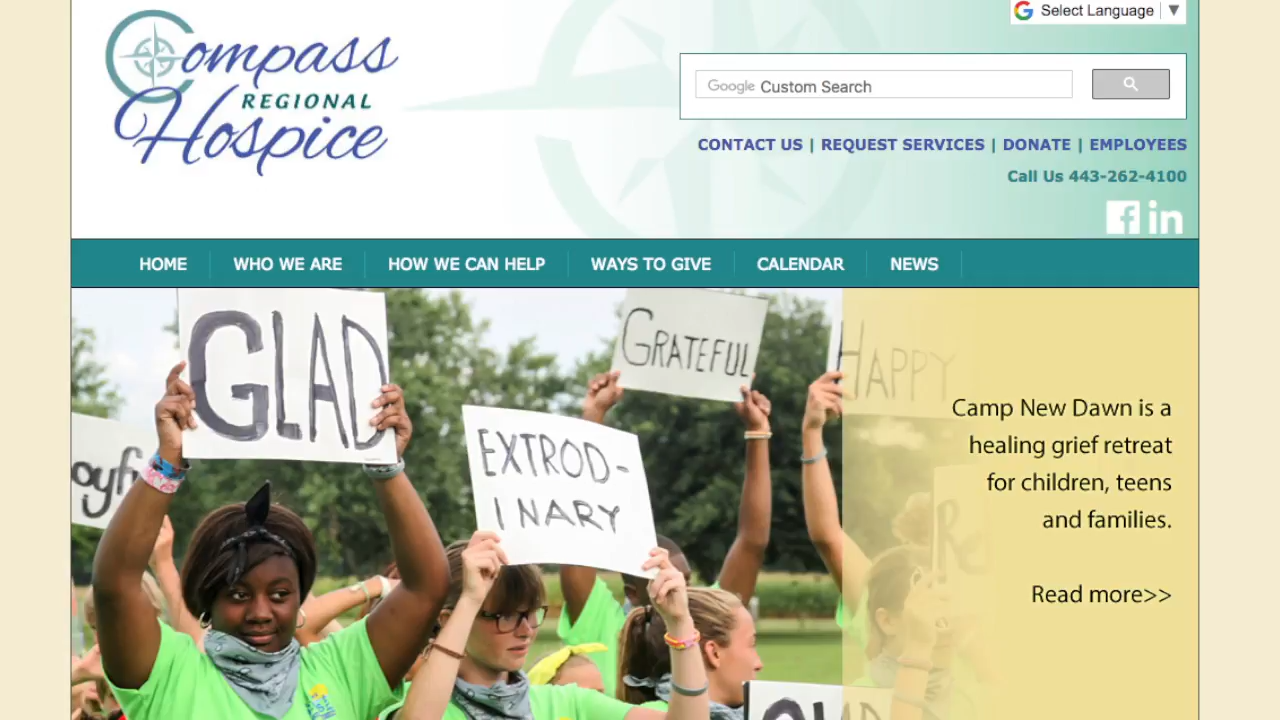 Select Language ▼
Compass
REGIONAL
Hospice
Google Custom Search
CONTACT US | REQUEST SERVICES | DONATE | EMPLOYEES
Call Us 443-262-4100
HOME WHO WE ARE HOW WE CAN HELP WAYS TO GIVE CALENDAR NEWS
GLAD
GRATEFUL
HAPPY
oyf
EXTROD-
INARY
Camp New Dawn is a
healing grief retreat
for children, teens
and families.
Read more>>